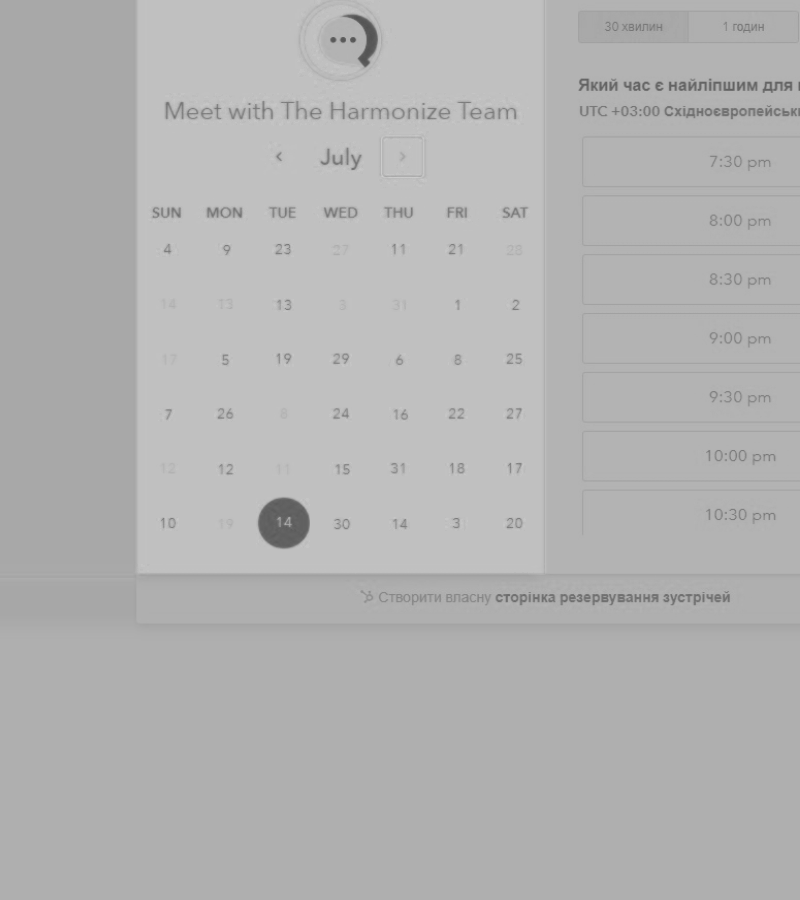 30 хвилин 1 годин
Який час є найліпшим для
UTC +03:00 Східноєвропейськ
Meet with The Harmonize Team
July
SUN MON TUE WED THU FRI SAT
4 9 23 27 11 21 28
14 13 13 3 31 1 2
17 5 19 29 6 8 25
7 26 8 24 16 22 27
12 12 11 15 31 18 17
10 19 14 30 14 3 20
7:30 pm
8:00 pm
8:30 pm
9:00 pm
9:30 pm
10:00 pm
10:30 pm
Створити власну сторінка резервування зустрічей